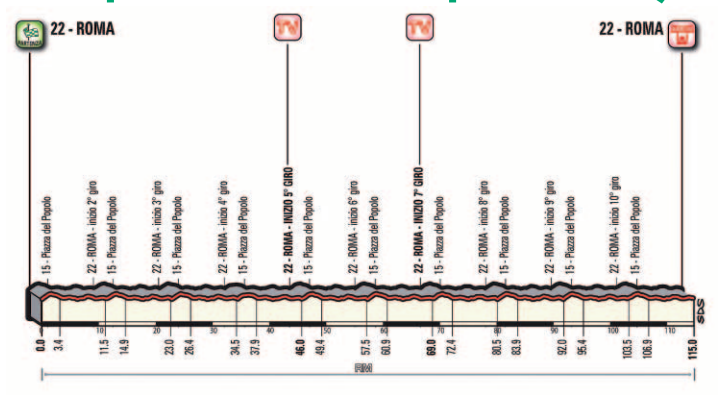 22 - ROMA
22 - ROMA
PARTENZA
TV
TV
15 - Piazza del Popolo
22 - ROMA - inizio 2° giro
15 - Piazza del Popolo
22 - ROMA - inizio 3° giro
15 - Piazza del Popolo
22 - ROMA - inizio 4° giro
15 - Piazza del Popolo
22 - ROMA - INIZIO 5° GIRO
15 - Piazza del Popolo
22 - ROMA - inizio 6° giro
15 - Piazza del Popolo
22 - ROMA - INIZIO 7° GIRO
15 - Piazza del Popolo
22 - ROMA - inizio 8° giro
15 - Piazza del Popolo
22 - ROMA - inizio 9° giro
15 - Piazza del Popolo
22 - ROMA - inizio 10° giro
15 - Piazza del Popolo
SDS
10
20
30
40
50
60
70
80
90
100
110
0.0
3.4
11.5
14.9
23.0
26.4
34.5
37.9
46.0
49.4
57.5
60.9
69.0
72.4
80.5
83.9
92.0
95.4
103.5
106.9
115.0
RM